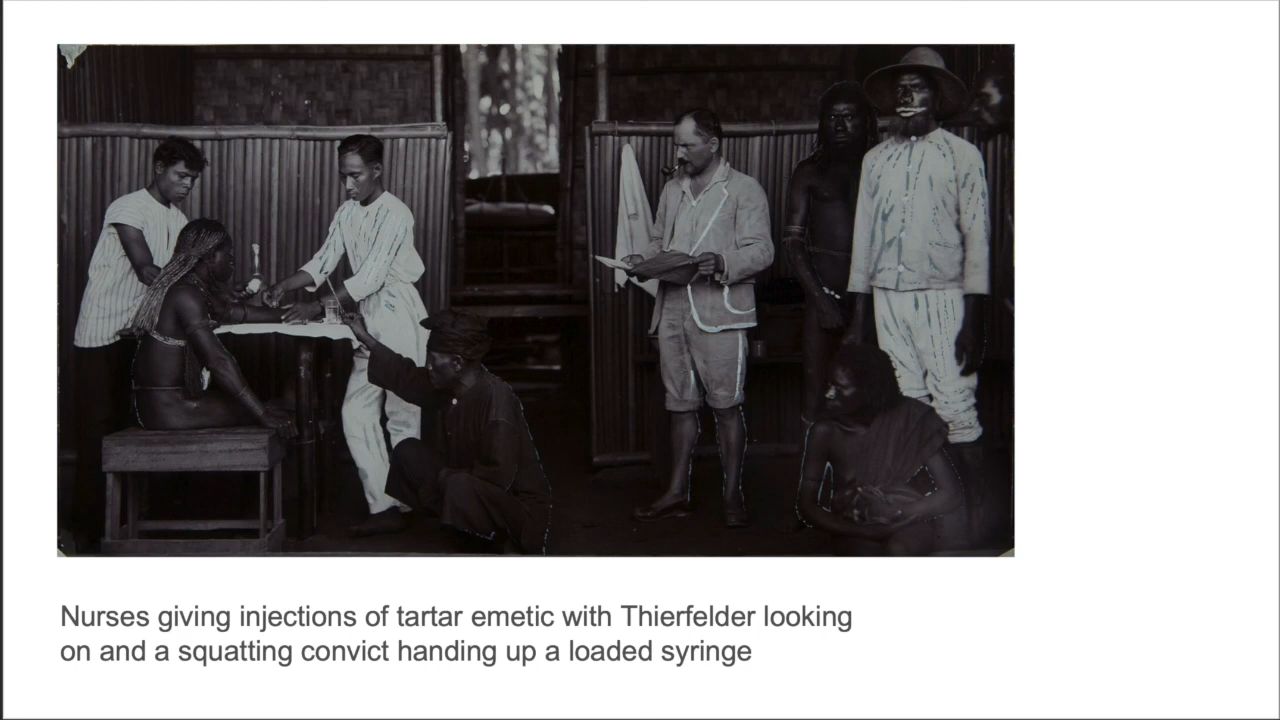 Nurses giving injections of tartar emetic with Thierfelder looking
on and a squatting convict handing up a loaded syringe